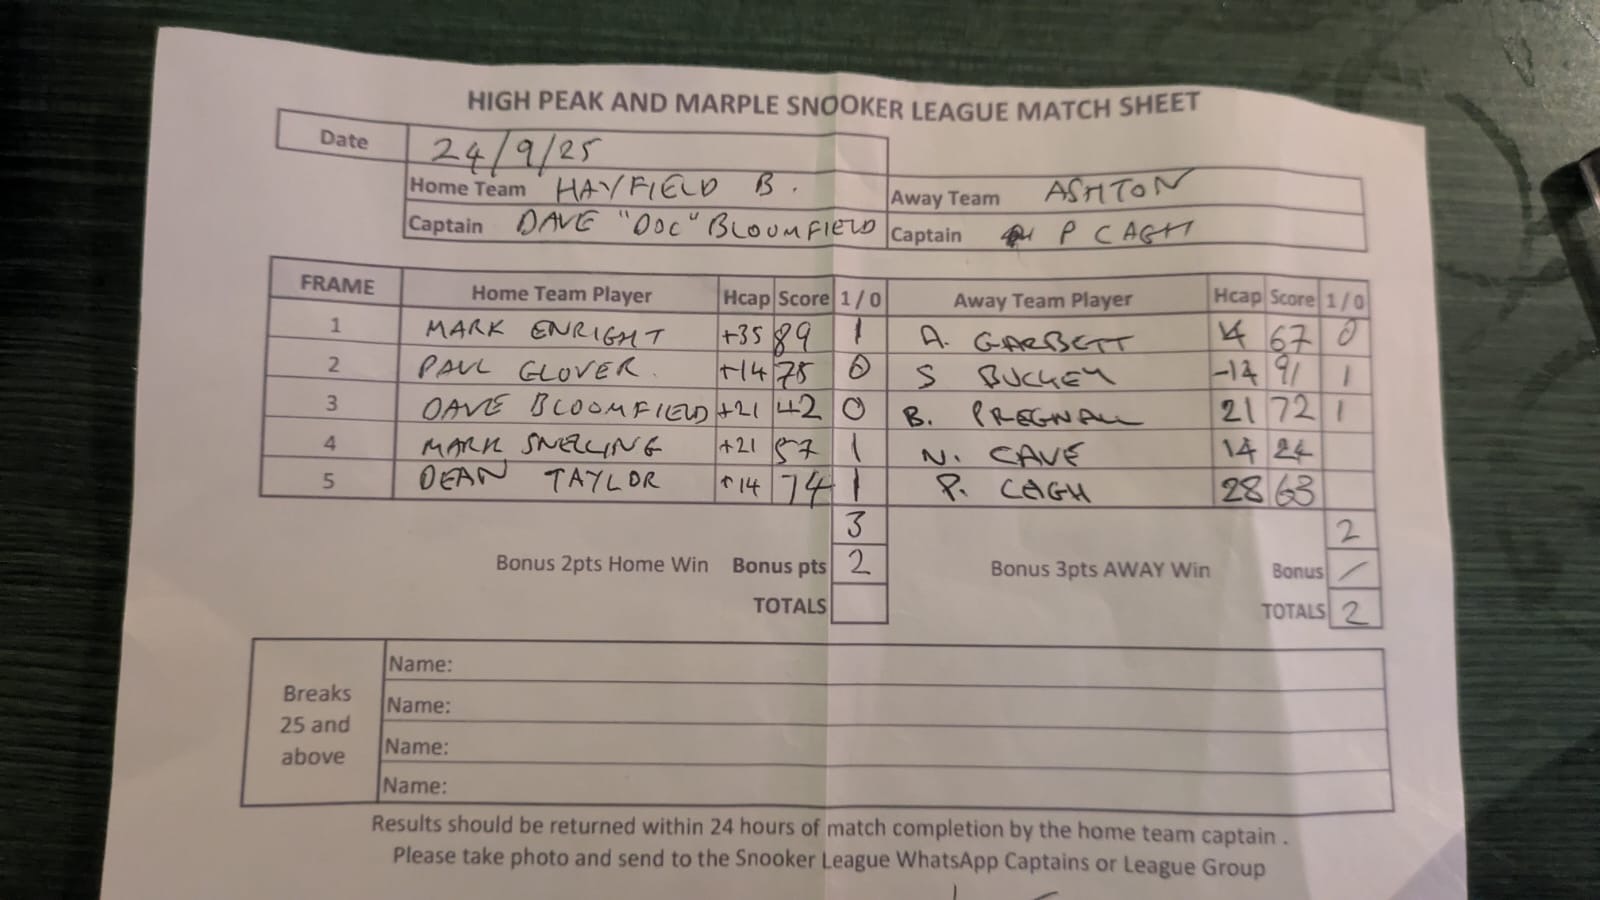 HIGH PEAK AND MARPLE SNOOKER LEAGUE MATCH SHEET
Date 24/9/25
Home Team HAYFIELD B. Away Team ASHTON
Captain DAVE "DOC" BLOOMFIELD Captain P CAGH
FRAME Home Team Player Hcap Score 1/0 Away Team Player Hcap Score 1/0
1 MARK ENRIGHT +35 89 1 A. GARBETT 67 0
2 PAUL GLOVER. +14 78 0 S BUCKEY -14 91 1
3 DAVE BLOOMFIELD +21 42 0 B. PREGNALL 21 72 1
4 MARK SNELLING +21 57 1 N. CAVE 14 24
5 DEAN TAYLOR +14 74 1 P. CAGH 28 63
3 2
Bonus 2pts Home Win Bonus pts 2 Bonus 3pts AWAY Win Bonus /
TOTALS TOTALS 2
Breaks 25 and above
Name:
Name:
Name:
Name:
Results should be returned within 24 hours of match completion by the home team captain .
Please take photo and send to the Snooker League WhatsApp Captains or League Group